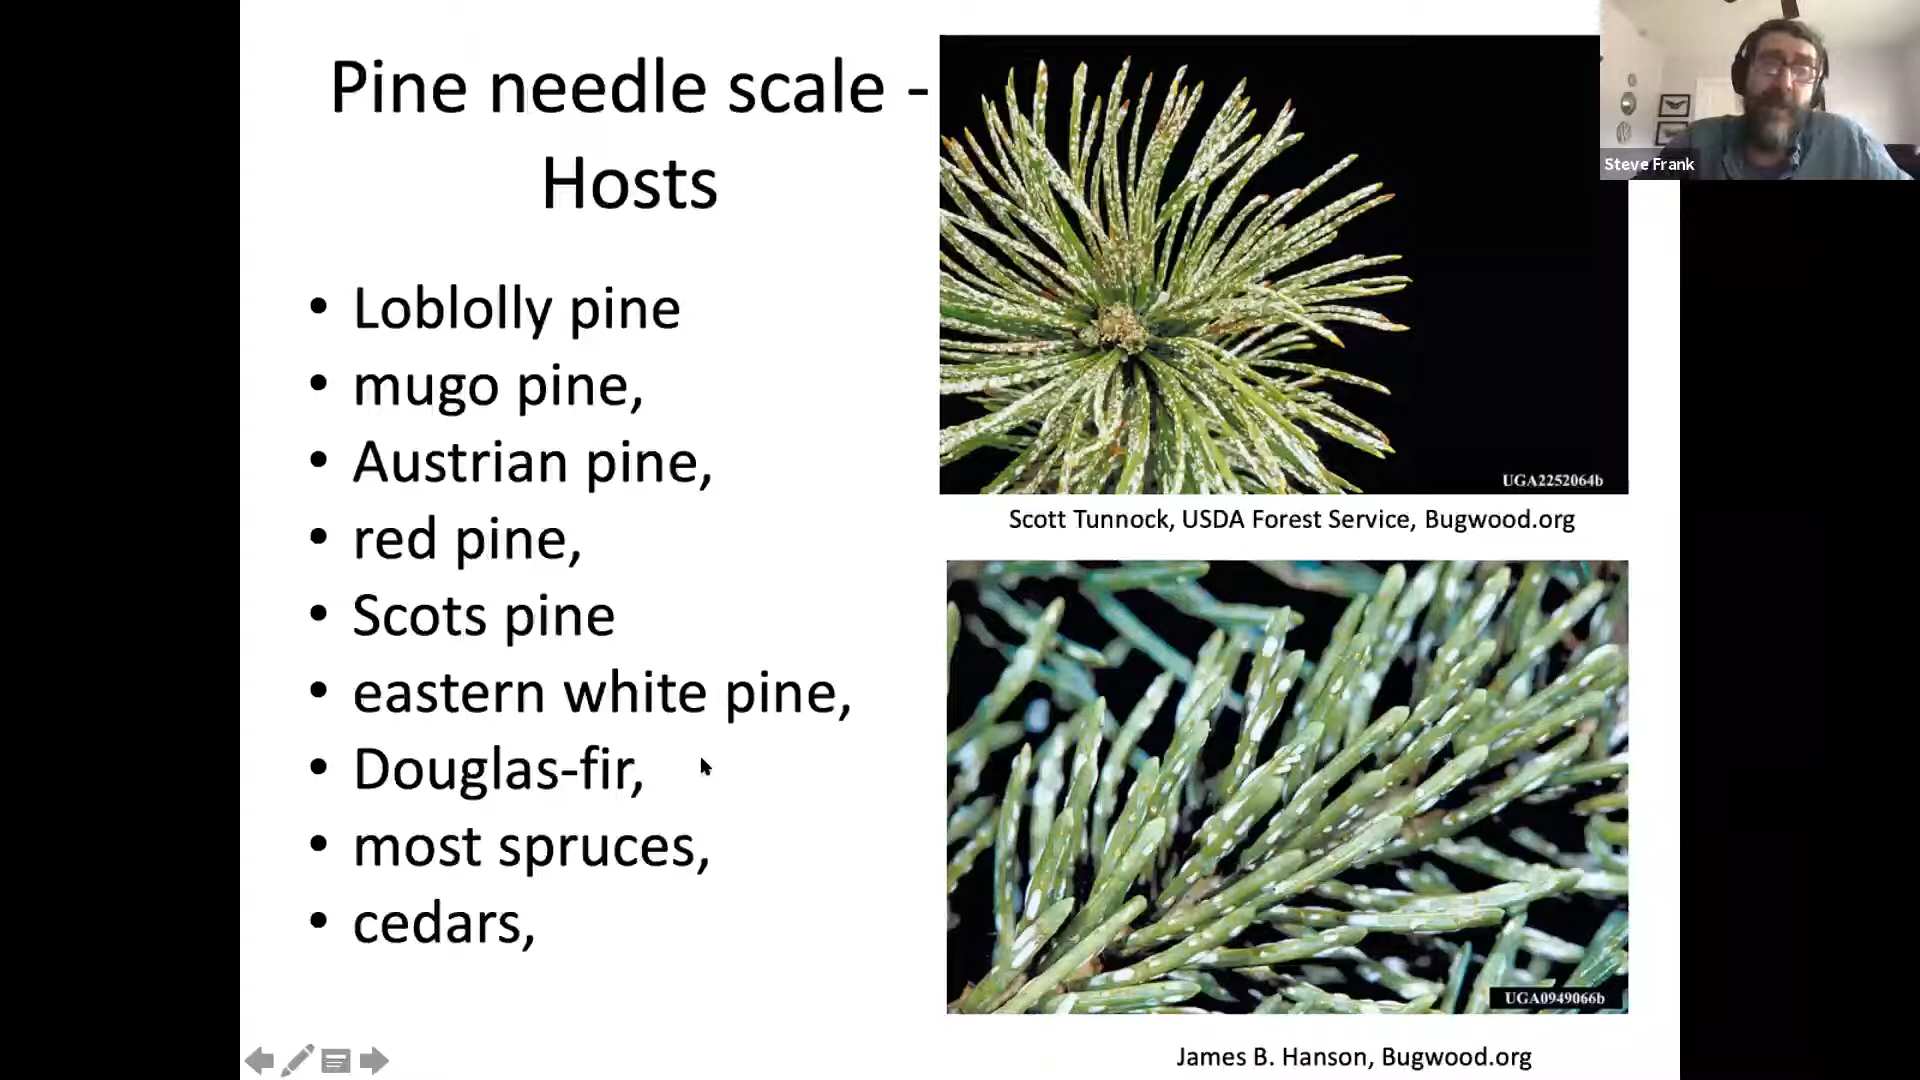 Pine needle scale -
Hosts
• Loblolly pine
• mugo pine,
• Austrian pine,
• red pine,
• Scots pine
• eastern white pine,
• Douglas-fir,
• most spruces,
• cedars,
UGA2252064b
Scott Tunnock, USDA Forest Service, Bugwood.org
UGA0949066b
James B. Hanson, Bugwood.org
Steve Frank